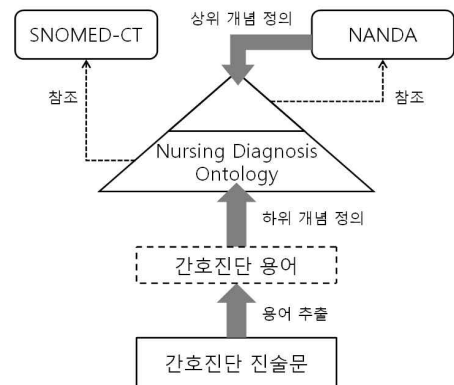 상위 개념 정의
SNOMED-CT
NANDA
참조
참조
Nursing Diagnosis
Ontology
하위 개념 정의
간호진단 용어
용어 추출
간호진단 진술문